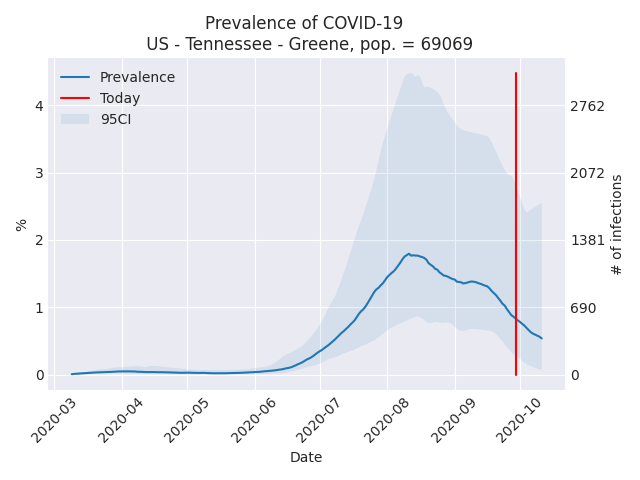 Prevalence of COVID-19
US - Tennessee - Greene, pop. = 69069
Prevalence
Today
95CI
4
3
2
1
0
%
2762
2072
1381
690
0
# of infections
2020-03
2020-04
2020-05
2020-06
2020-07
2020-08
2020-09
2020-10
Date